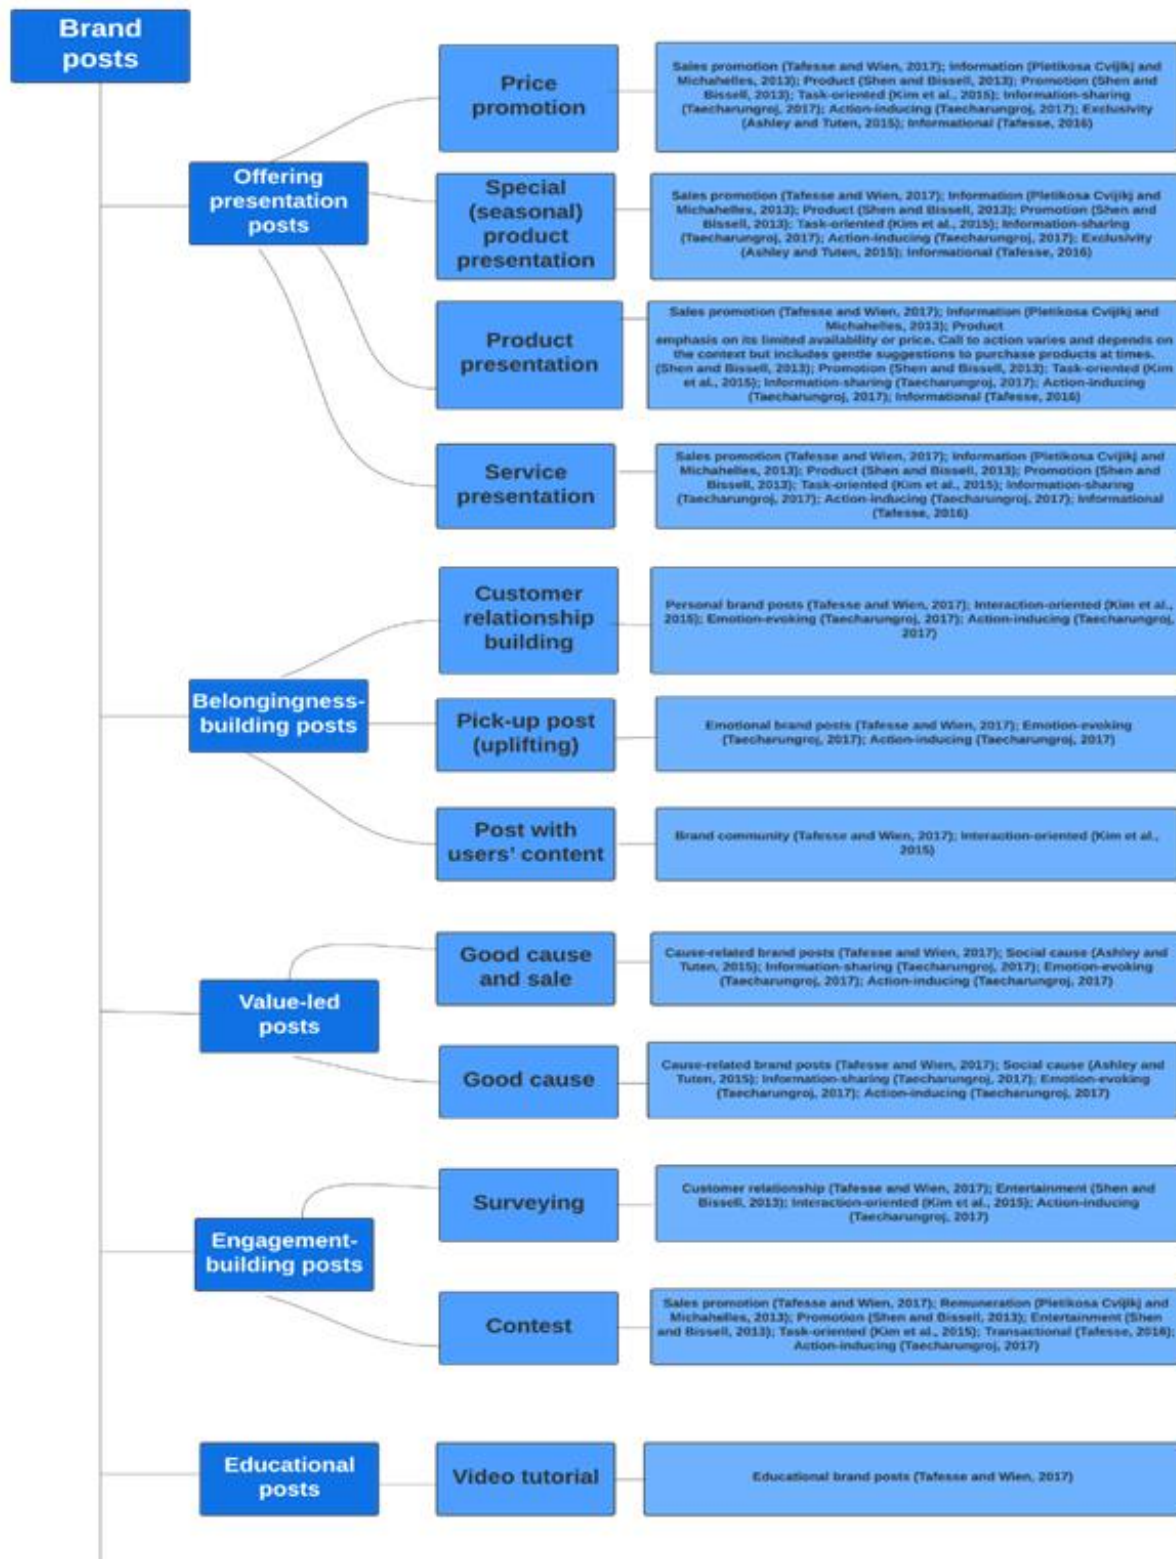 Brand
posts
Offering
presentation
posts
Price
promotion
Sales promotion (Tafesse and Wien, 2017); Information (Pletikosa Cvijikj and
Michahelles, 2013); Product (Shen and Bissell, 2013); Promotion (Shen and
Bissell, 2013); Task-oriented (Kim et al., 2015); Information-sharing
(Taecharungroj, 2017); Action-inducing (Taecharungroj, 2017); Exclusivity
(Ashley and Tuten, 2015); Informational (Tafesse, 2016)
Special
(seasonal)
product
presentation
Sales promotion (Tafesse and Wien, 2017); Information (Pletikosa Cvijikj and
Michahelles, 2013); Product (Shen and Bissell, 2013); Promotion (Shen and
Bissell, 2013); Task-oriented (Kim et al., 2015); Information-sharing
(Taecharungroj, 2017); Action-inducing (Taecharungroj, 2017); Exclusivity
(Ashley and Tuten, 2015); Informational (Tafesse, 2016)
Product
presentation
Sales promotion (Tafesse and Wien, 2017); Information (Pletikosa Cvijikj and
Michahelles, 2013); Product
emphasis on its limited availability or price. Call to action varies and depends on
the context but includes gentle suggestions to purchase products at times.
(Shen and Bissell, 2013); Promotion (Shen and Bissell, 2013); Task-oriented (Kim
et al., 2015); Information-sharing (Taecharungroj, 2017); Action-inducing
(Taecharungroj, 2017); Informational (Tafesse, 2016)
Service
presentation
Sales promotion (Tafesse and Wien, 2017); Information (Pletikosa Cvijikj and
Michahelles, 2013); Product (Shen and Bissell, 2013); Promotion (Shen and
Bissell, 2013); Task-oriented (Kim et al., 2015); Information-sharing
(Taecharungroj, 2017); Action-inducing (Taecharungroj, 2017); Informational
(Tafesse, 2016)
Belongingness-
building posts
Customer
relationship
building
Personal brand posts (Tafesse and Wien, 2017); Interaction-oriented (Kim et al.,
2015); Emotion-evoking (Taecharungroj, 2017); Action-inducing (Taecharungroj,
2017)
Pick-up post
(uplifting)
Emotional brand posts (Tafesse and Wien, 2017); Emotion-evoking
(Taecharungroj, 2017); Action-inducing (Taecharungroj, 2017)
Post with
users' content
Brand community (Tafesse and Wien, 2017); Interaction-oriented (Kim et al.,
2015)
Value-led
posts
Good cause
and sale
Cause-related brand posts (Tafesse and Wien, 2017); Social cause (Ashley and
Tuten, 2015); Information-sharing (Taecharungroj, 2017); Emotion-evoking
(Taecharungroj, 2017); Action-inducing (Taecharungroj, 2017)
Good cause
Cause-related brand posts (Tafesse and Wien, 2017); Social cause (Ashley and
Tuten, 2015); Information-sharing (Taecharungroj, 2017); Emotion-evoking
(Taecharungroj, 2017); Action-inducing (Taecharungroj, 2017)
Engagement-
building posts
Surveying
Customer relationship (Tafesse and Wien, 2017); Entertainment (Shen and
Bissell, 2013); Interaction-oriented (Kim et al., 2015); Action-inducing
(Taecharungroj, 2017)
Contest
Sales promotion (Tafesse and Wien, 2017); Remuneration (Pletikosa Cvijikj and
Michahelles, 2013); Promotion (Shen and Bissell, 2013); Entertainment (Shen
and Bissell, 2013); Task-oriented (Kim et al., 2015); Transactional (Tafesse, 2016);
Action-inducing (Taecharungroj, 2017)
Educational
posts
Video tutorial
Educational brand posts (Tafesse and Wien, 2017)